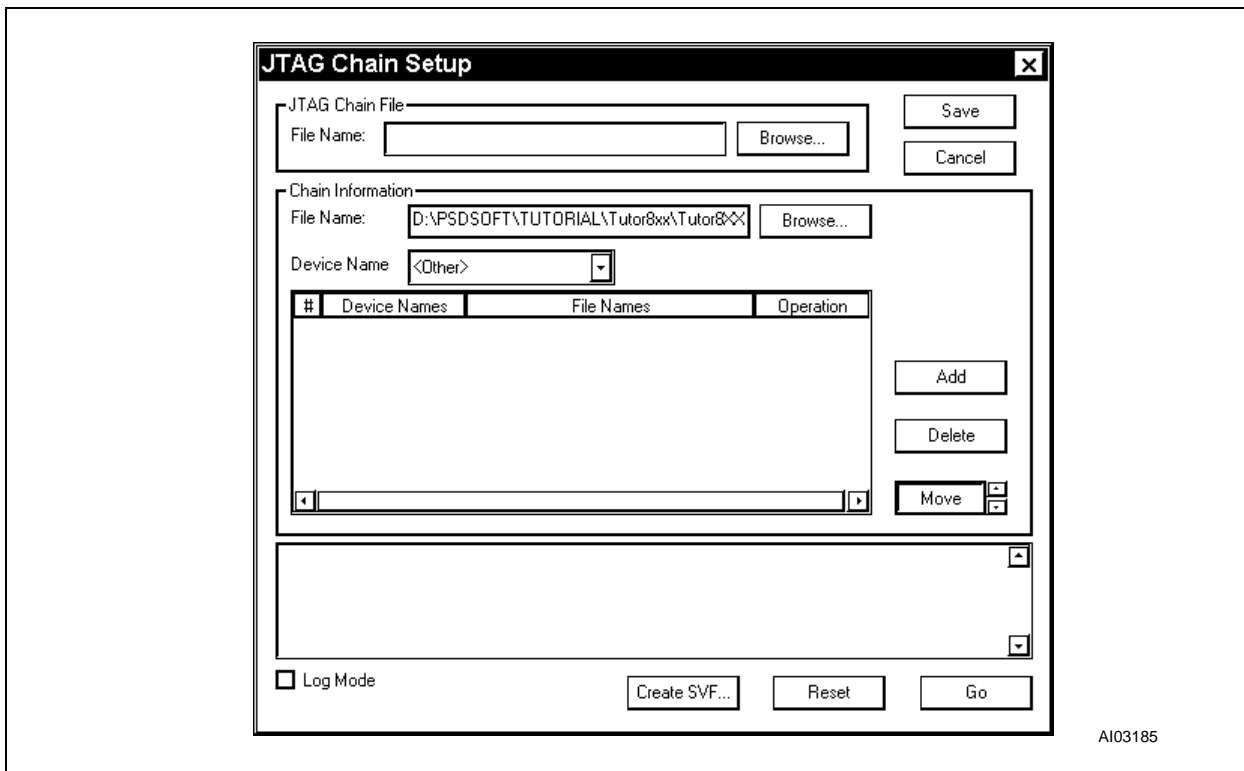 JTAG Chain Setup
JTAG Chain File
File Name:
Browse...
Save
Cancel
Chain Information
File Name:
D:\PSDSOFT\TUTORIAL\Tutor8xx\Tutor8XX
Browse...
Device Name
<Other>
# Device Names File Names Operation
Add
Delete
Move
Log Mode
Create SVF...
Reset
Go
AI03185